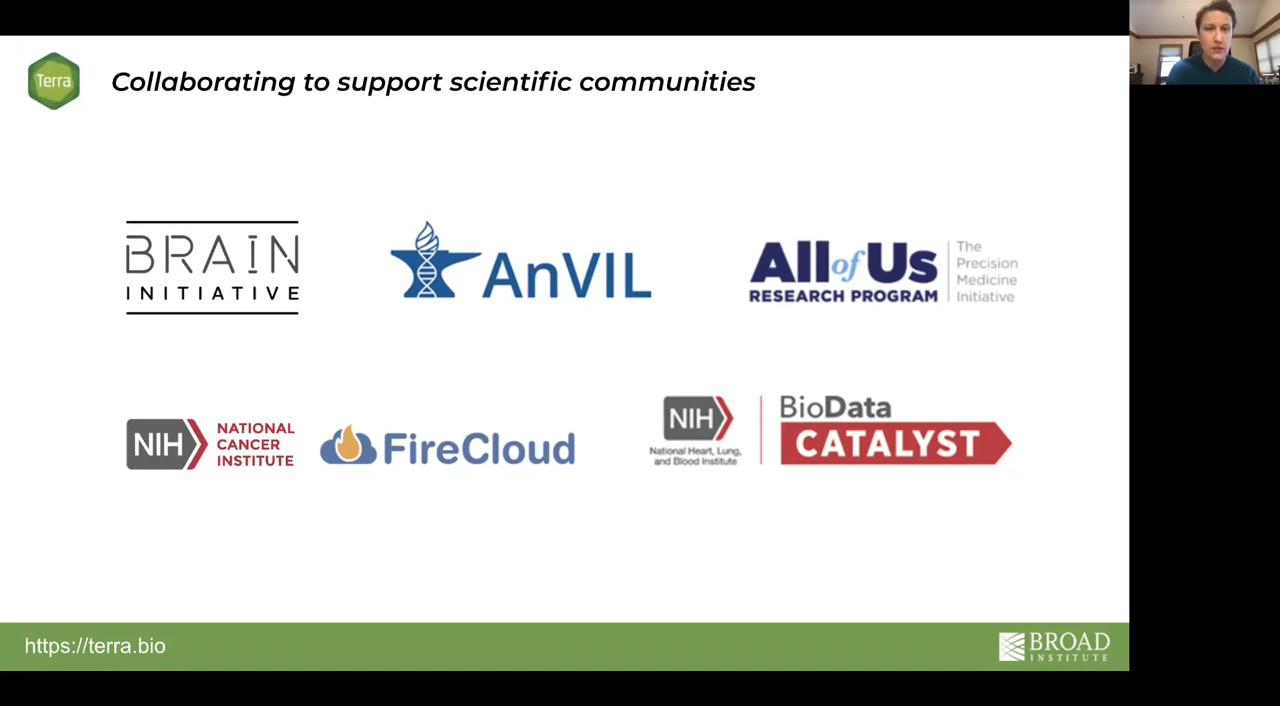 Terra
Collaborating to support scientific communities
BRAIN
INITIATIVE
AnVIL
All of Us
RESEARCH PROGRAM
The
Precision
Medicine
Initiative
NIH
NATIONAL
CANCER
INSTITUTE
FireCloud
NIH
National Heart, Lung,
and Blood Institute
BioData
CATALYST
https://terra.bio
BROAD
INSTITUTE